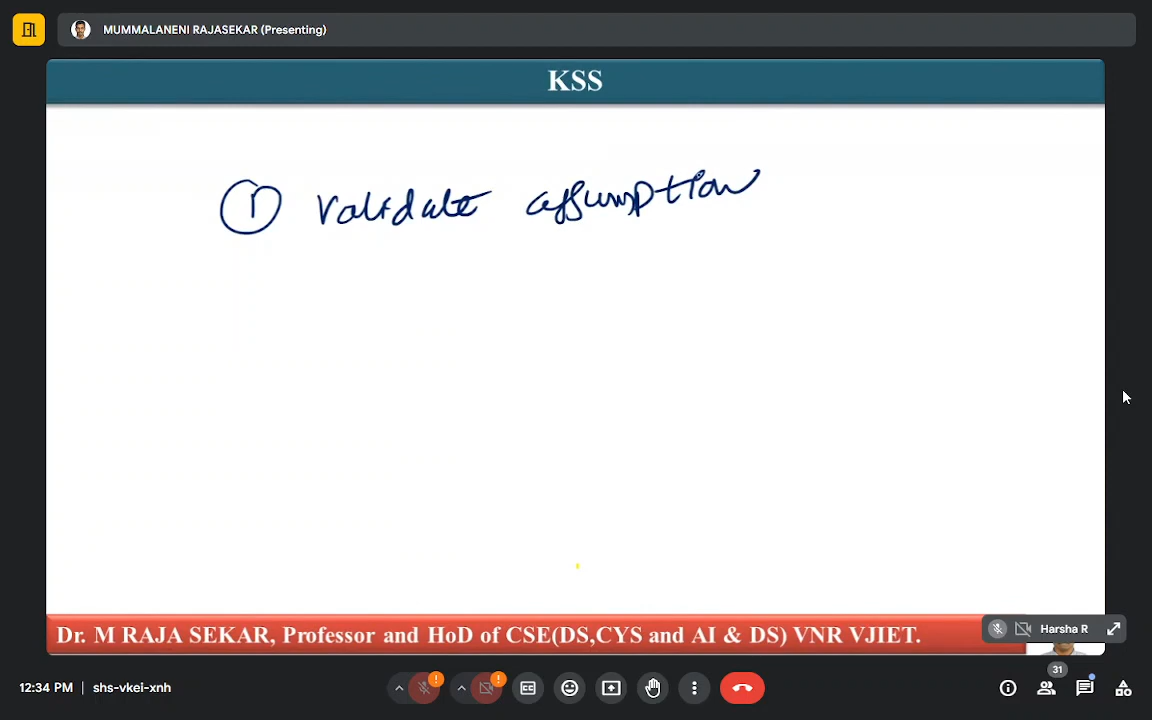 MUMMALANENI RAJASEKAR (Presenting)
KSS
1 Validate assumption
Dr. M RAJA SEKAR, Professor and HoD of CSE(DS,CYS and AI & DS) VNR VJIET.
Harsha R
31
12:34 PM | shs-vkei-xnh